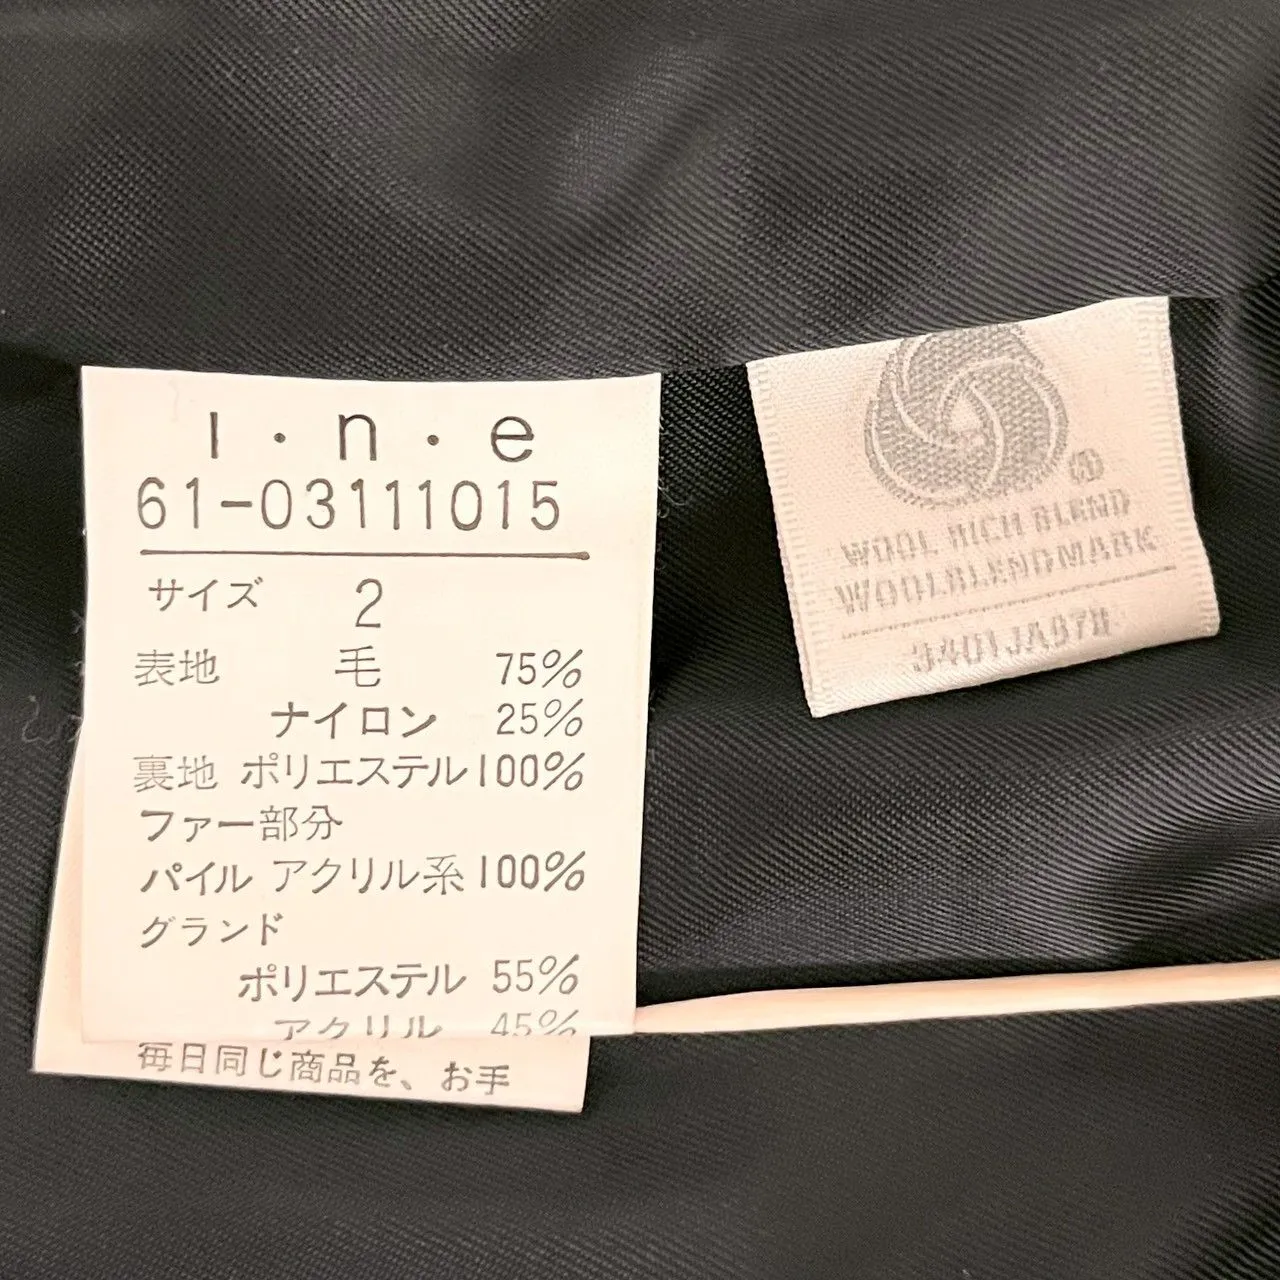 i・n・e
61-03111015
サイズ 2
表地 毛 75%
ナイロン 25%
裏地 ポリエステル100%
ファー部分
パイル アクリル系100%
グランド
ポリエステル 55%
アクリル 45%
毎日同じ商品を、お手
R
WOOL RICH BLEND
WOOLBLENDMARK